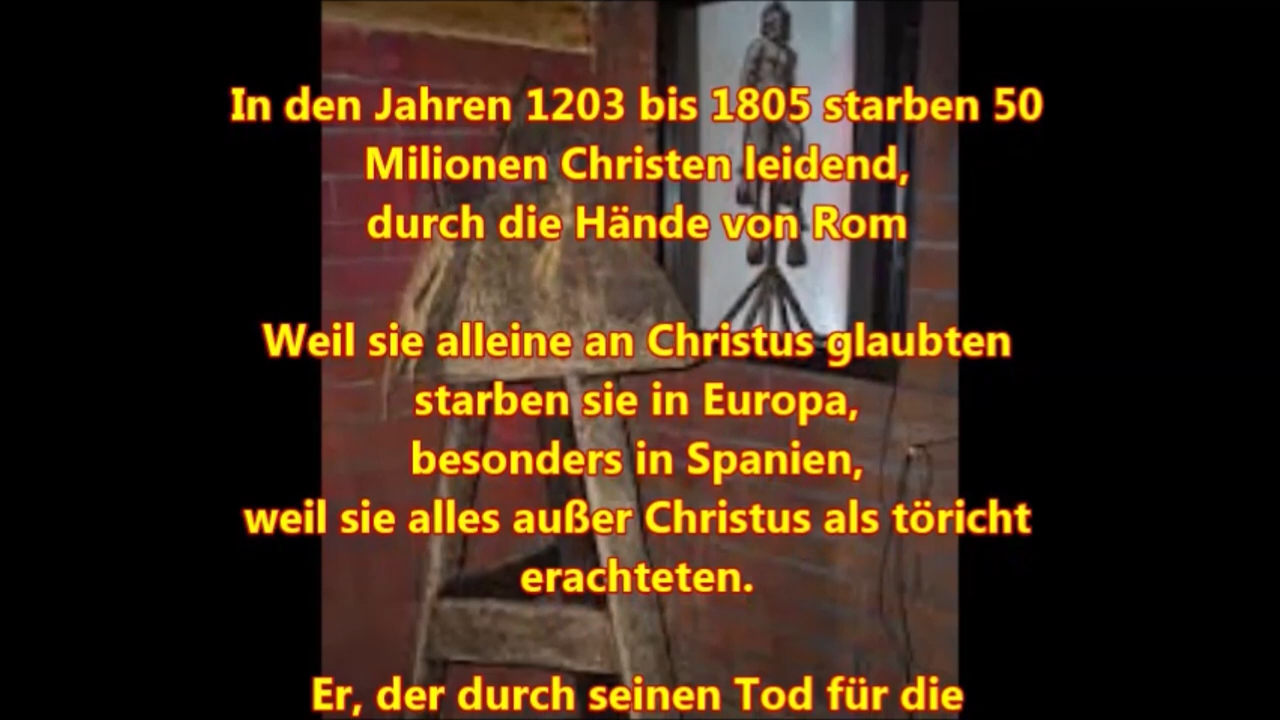 In den Jahren 1203 bis 1805 starben 50
Milionen Christen leidend,
durch die Hände von Rom
Weil sie alleine an Christus glaubten
starben sie in Europa,
besonders in Spanien,
weil sie alles außer Christus als töricht
erachteten.
Er, der durch seinen Tod für die